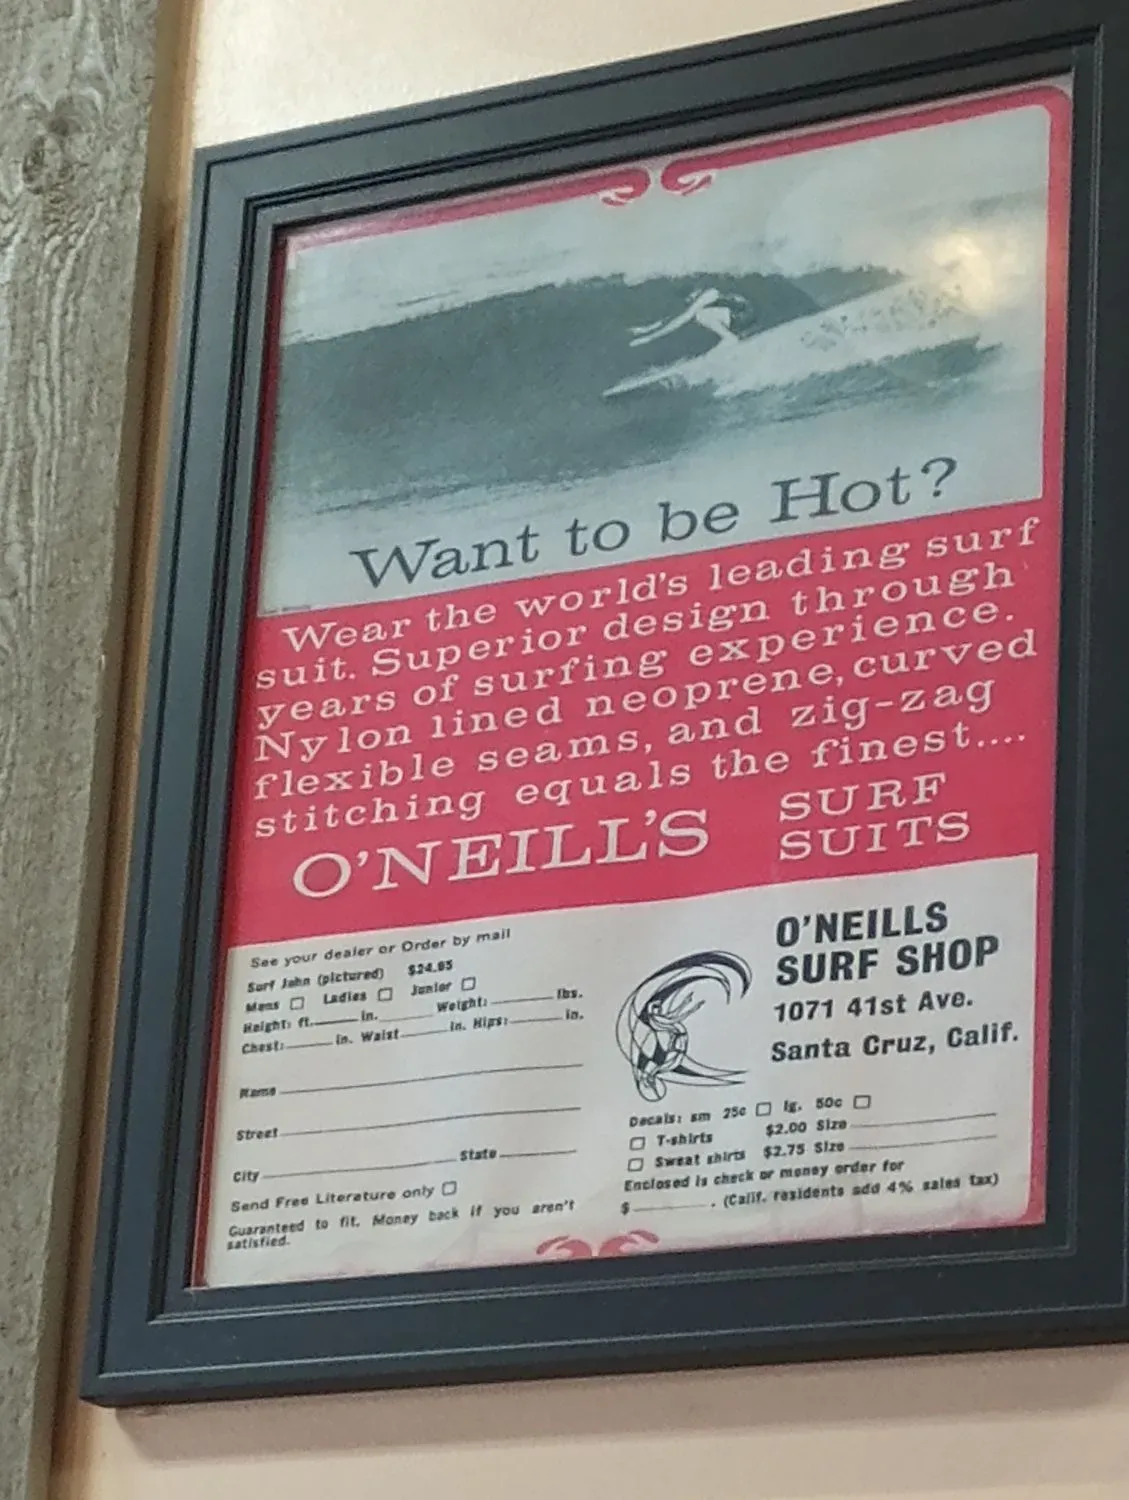 Want to be Hot?
Wear the world's leading surf
suit. Superior design through
years of surfing experience.
Nylon lined neoprene, curved
flexible seams, and zig-zag
stitching equals the finest....
O'NEILL'S SURF SUITS
See your dealer or Order by mail
Surf John (pictured) $24.95
Mens Ladies Junior
Height: ft. in. Weight: lbs.
Chest: in. Waist in. Hips: in.
Name
Street
City State
Send Free Literature only
Guaranteed to fit. Money back if you aren't
satisfied.
O'NEILLS
SURF SHOP
1071 41st Ave.
Santa Cruz, Calif.
Decals: sm 25c lg. 50c
T-shirts $2.00 Size
Sweat shirts $2.75 Size
Enclosed is check or money order for
$ . (Calif. residents add 4% sales tax)